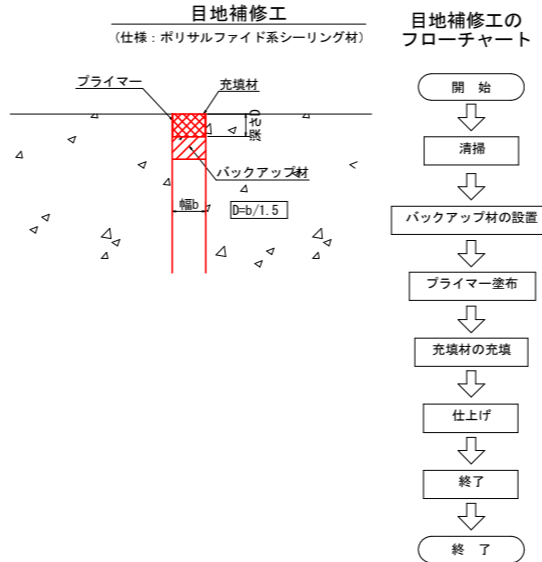 目地補修工
(仕様：ポリサルファイド系シーリング材)
プライマー
充填材
深さD
バックアップ材
幅b
D=b/1.5
目地補修工の
フローチャート
開 始
清掃
バックアップ材の設置
プライマー塗布
充填材の充填
仕上げ
終了
終 了